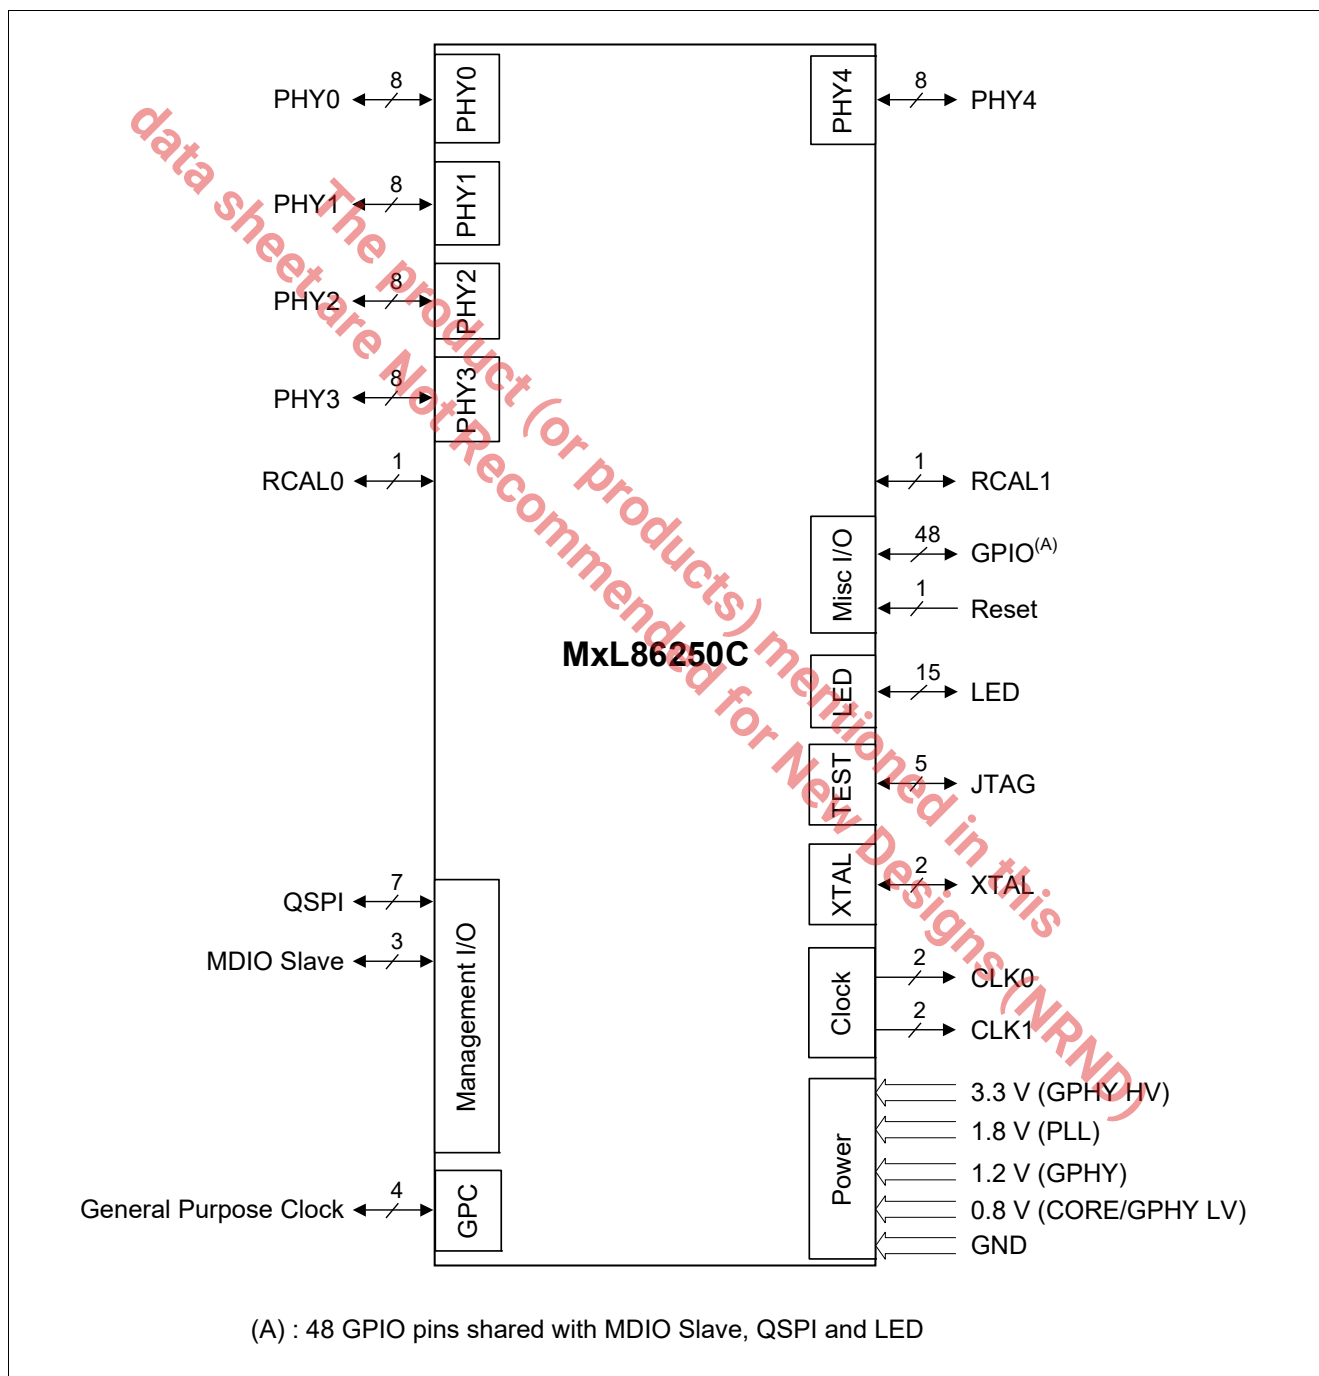 PHY0
8
PHY0
PHY4
8
PHY4
PHY1
8
PHY1
PHY2
8
PHY2
PHY3
8
PHY3
RCAL0
1
1
RCAL1
Misc I/O
48
GPIO(A)
1
Reset
MxL86250C
LED
15
LED
TEST
5
JTAG
XTAL
2
XTAL
QSPI
7
MDIO Slave
3
Management I/O
Clock
2
CLK0
2
CLK1
Power
3.3 V (GPHY HV)
1.8 V (PLL)
1.2 V (GPHY)
0.8 V (CORE/GPHY LV)
GND
General Purpose Clock
4
GPC
(A) : 48 GPIO pins shared with MDIO Slave, QSPI and LED
The product (or products) mentioned in this
data sheet are Not Recommended for New Designs (NRND)